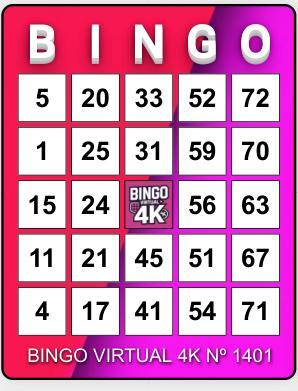 B I N G O
5 20 33 52 72
1 25 31 59 70
15 24 BINGO VIRTUAL 4K 56 63
11 21 45 51 67
4 17 41 54 71
BINGO VIRTUAL 4K Nº 1401